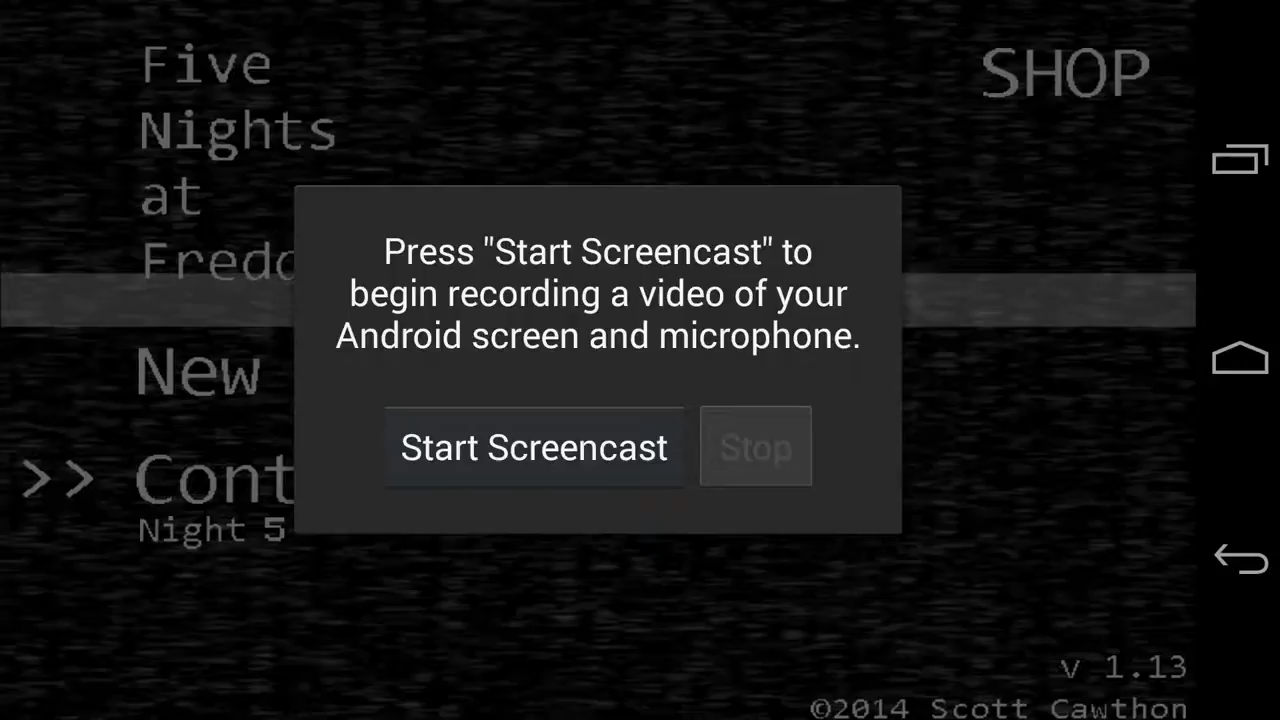 Five
Nights
at
Fredd
SHOP
Press "Start Screencast" to
begin recording a video of your
Android screen and microphone.
Start Screencast
Stop
New
>> Cont
Night 5
v 1.13
©2014 Scott Cawthon